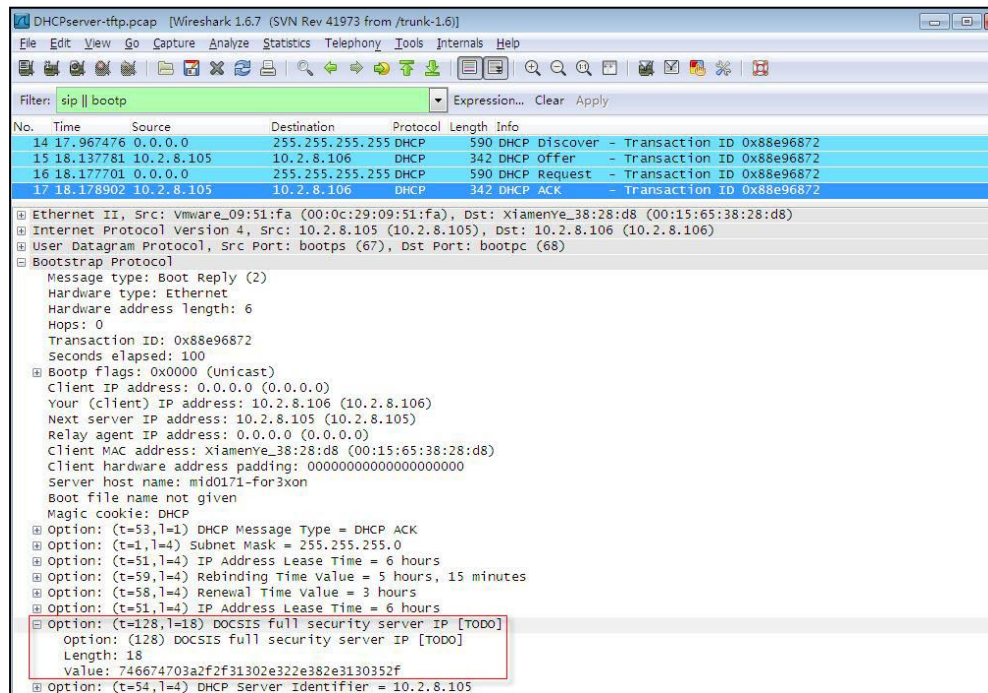 DHCPserver-tftp.pcap [Wireshark 1.6.7 (SVN Rev 41973 from /trunk-1.6)]
File Edit View Go Capture Analyze Statistics Telephony Tools Internals Help
Filter: sip || bootp Expression... Clear Apply
No. Time Source Destination Protocol Length Info
14 17.967476 0.0.0.0 255.255.255.255 DHCP 590 DHCP Discover - Transaction ID 0x88e96872
15 18.137781 10.2.8.105 10.2.8.106 DHCP 342 DHCP Offer - Transaction ID 0x88e96872
16 18.177701 0.0.0.0 255.255.255.255 DHCP 590 DHCP Request - Transaction ID 0x88e96872
17 18.178902 10.2.8.105 10.2.8.106 DHCP 342 DHCP ACK - Transaction ID 0x88e96872
Ethernet II, Src: Vmware_09:51:fa (00:0c:29:09:51:fa), Dst: XiamenYe_38:28:d8 (00:15:65:38:28:d8)
Internet Protocol Version 4, Src: 10.2.8.105 (10.2.8.105), Dst: 10.2.8.106 (10.2.8.106)
User Datagram Protocol, Src Port: bootps (67), Dst Port: bootpc (68)
Bootstrap Protocol
Message type: Boot Reply (2)
Hardware type: Ethernet
Hardware address length: 6
Hops: 0
Transaction ID: 0x88e96872
Seconds elapsed: 100
Bootp flags: 0x0000 (Unicast)
Client IP address: 0.0.0.0 (0.0.0.0)
Your (client) IP address: 10.2.8.106 (10.2.8.106)
Next server IP address: 10.2.8.105 (10.2.8.105)
Relay agent IP address: 0.0.0.0 (0.0.0.0)
Client MAC address: XiamenYe_38:28:d8 (00:15:65:38:28:d8)
Client hardware address padding: 00000000000000000000
Server host name: mid0171-for3xon
Boot file name not given
Magic cookie: DHCP
Option: (t=53,l=1) DHCP Message Type = DHCP ACK
Option: (t=1,l=4) Subnet Mask = 255.255.255.0
Option: (t=51,l=4) IP Address Lease Time = 6 hours
Option: (t=59,l=4) Rebinding Time Value = 5 hours, 15 minutes
Option: (t=58,l=4) Renewal Time Value = 3 hours
Option: (t=51,l=4) IP Address Lease Time = 6 hours
Option: (t=128,l=18) DOCSIS full security server IP [TODO]
Option: (128) DOCSIS full security server IP [TODO]
Length: 18
Value: 746674703a2f2f31302e322e382e3130352f
Option: (t=54,l=4) DHCP Server Identifier = 10.2.8.105